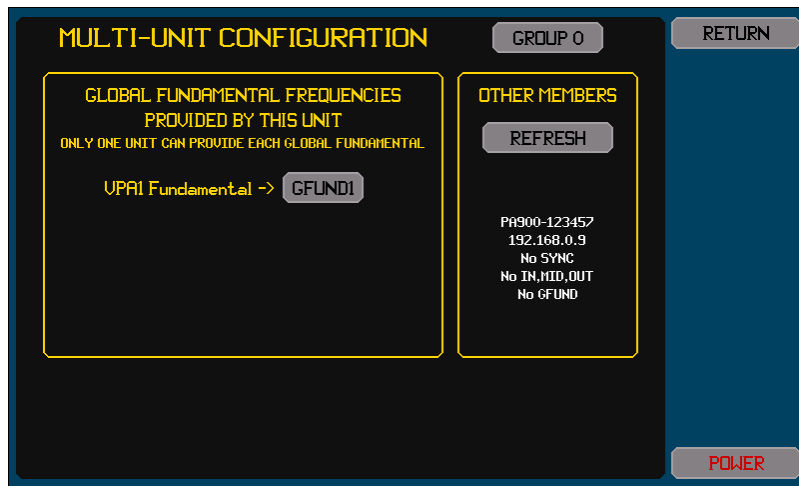 MULTI-UNIT CONFIGURATION
GROUP 0
RETURN
GLOBAL FUNDAMENTAL FREQUENCIES
PROVIDED BY THIS UNIT
ONLY ONE UNIT CAN PROVIDE EACH GLOBAL FUNDAMENTAL
VPA1 Fundamental -> GFUND1
OTHER MEMBERS
REFRESH
PA900-123457
192.168.0.9
No SYNC
No IN,MID,OUT
No GFUND
POWER